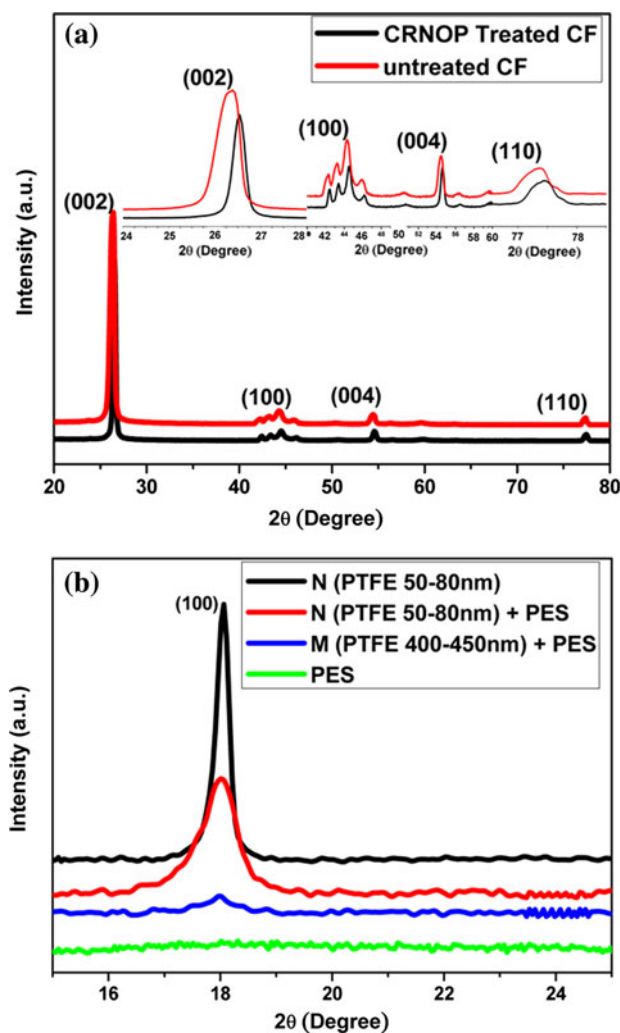 (a)
CRNOP Treated CF
untreated CF
(002)
(100)
(004)
(110)
24 25 26 27 28
2θ (Degree)
42 44 46 50 52 54 56 58 60
2θ (Degree)
77 78
2θ (Degree)
(002)
(100)
(004)
(110)
Intensity (a.u.)
20 30 40 50 60 70 80
2θ (Degree)
(b)
N (PTFE 50-80nm)
N (PTFE 50-80nm) + PES
M (PTFE 400-450nm) + PES
PES
(100)
Intensity (a.u.)
16 18 20 22 24
2θ (Degree)